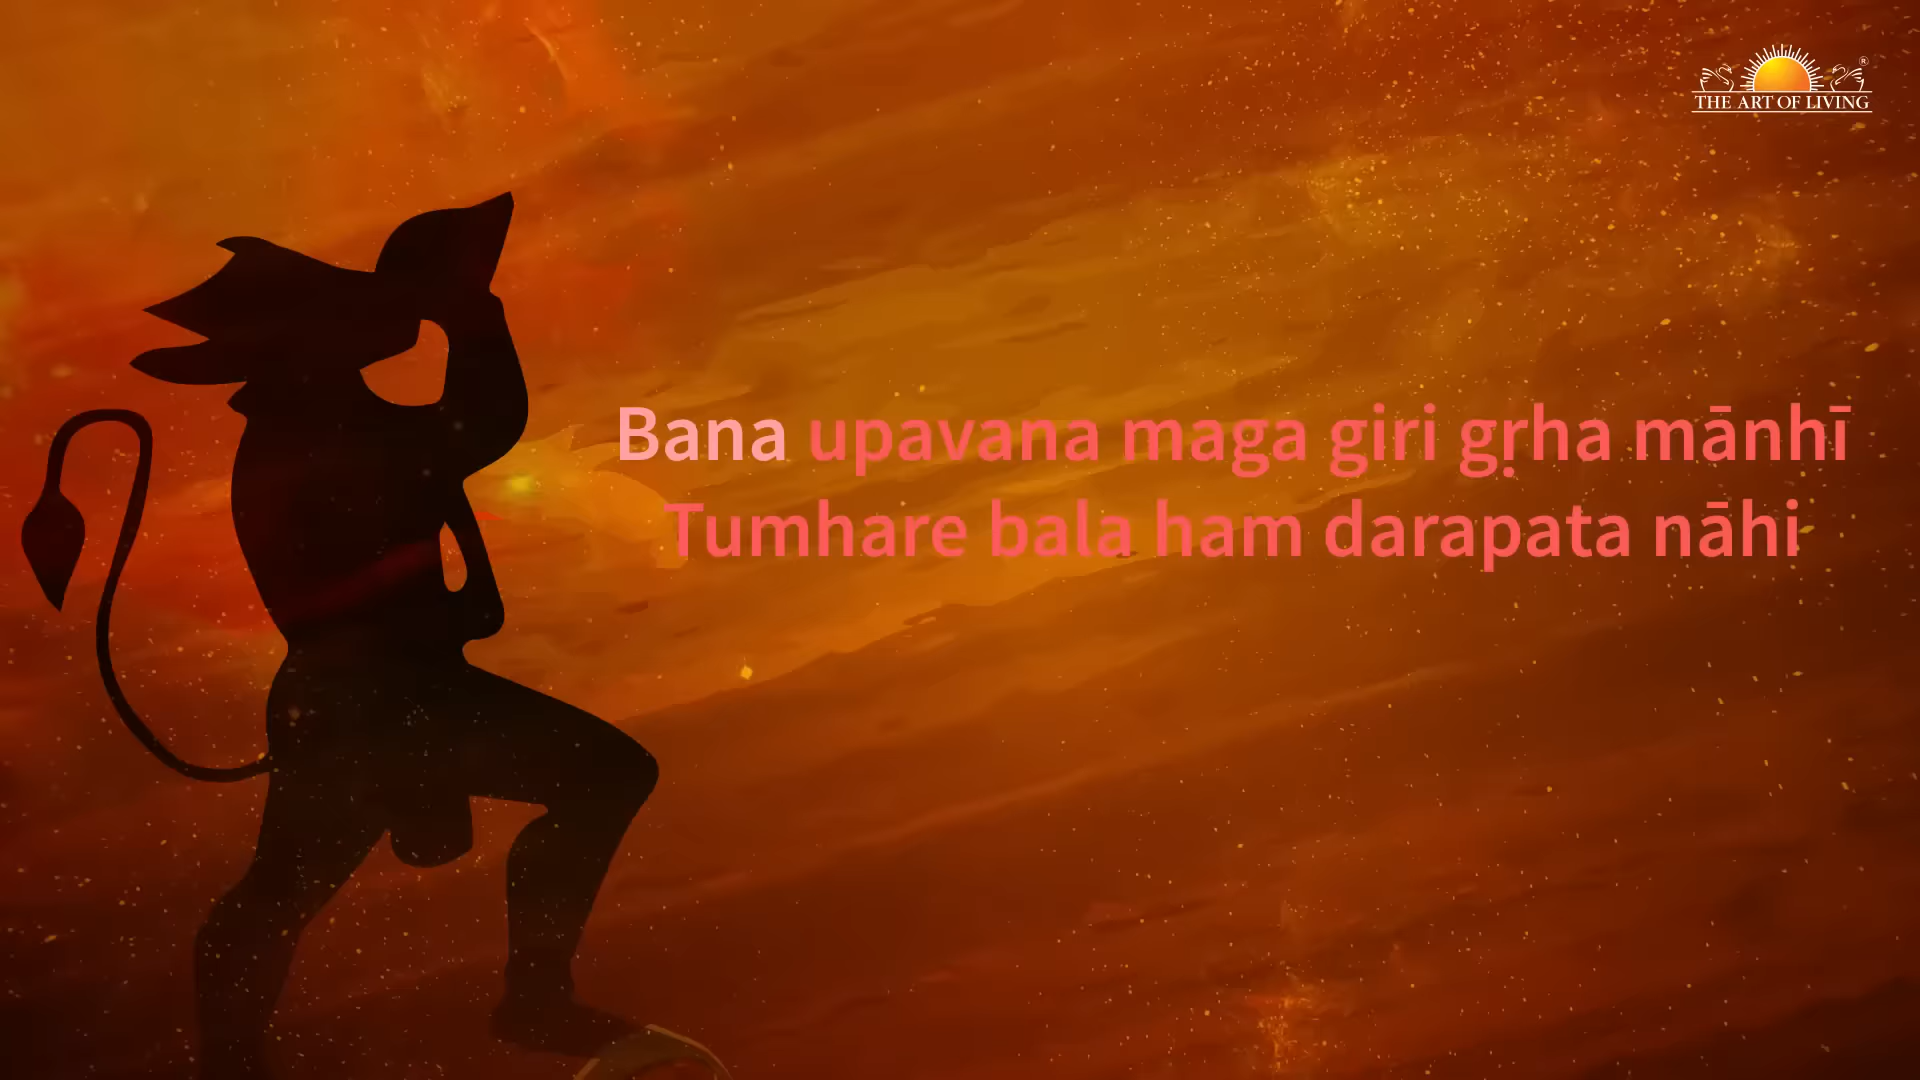 THE ART OF LIVING
®
Bana upavana maga giri gṛha mānhī
Tumhare bala ham darapata nāhi